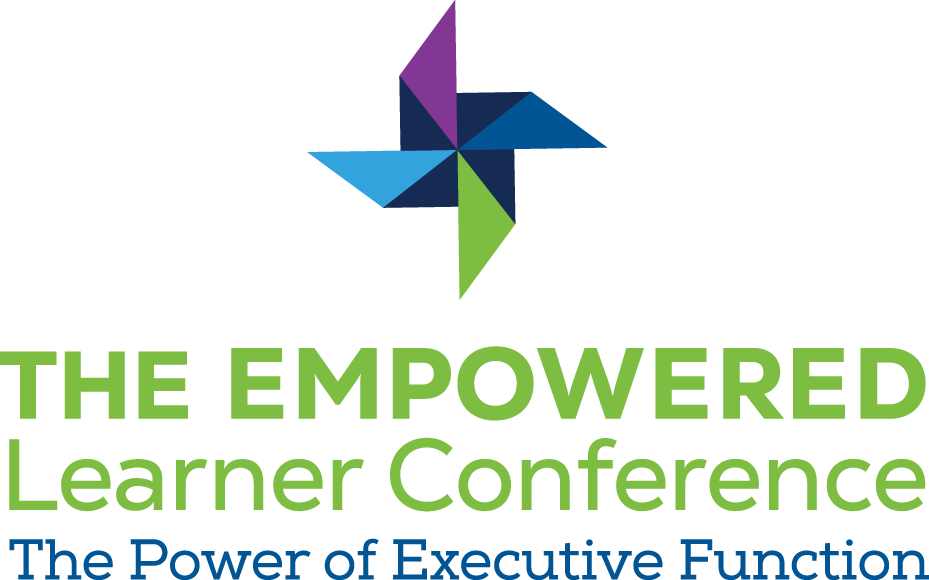 THE EMPOWERED
Learner Conference
The Power of Executive Function